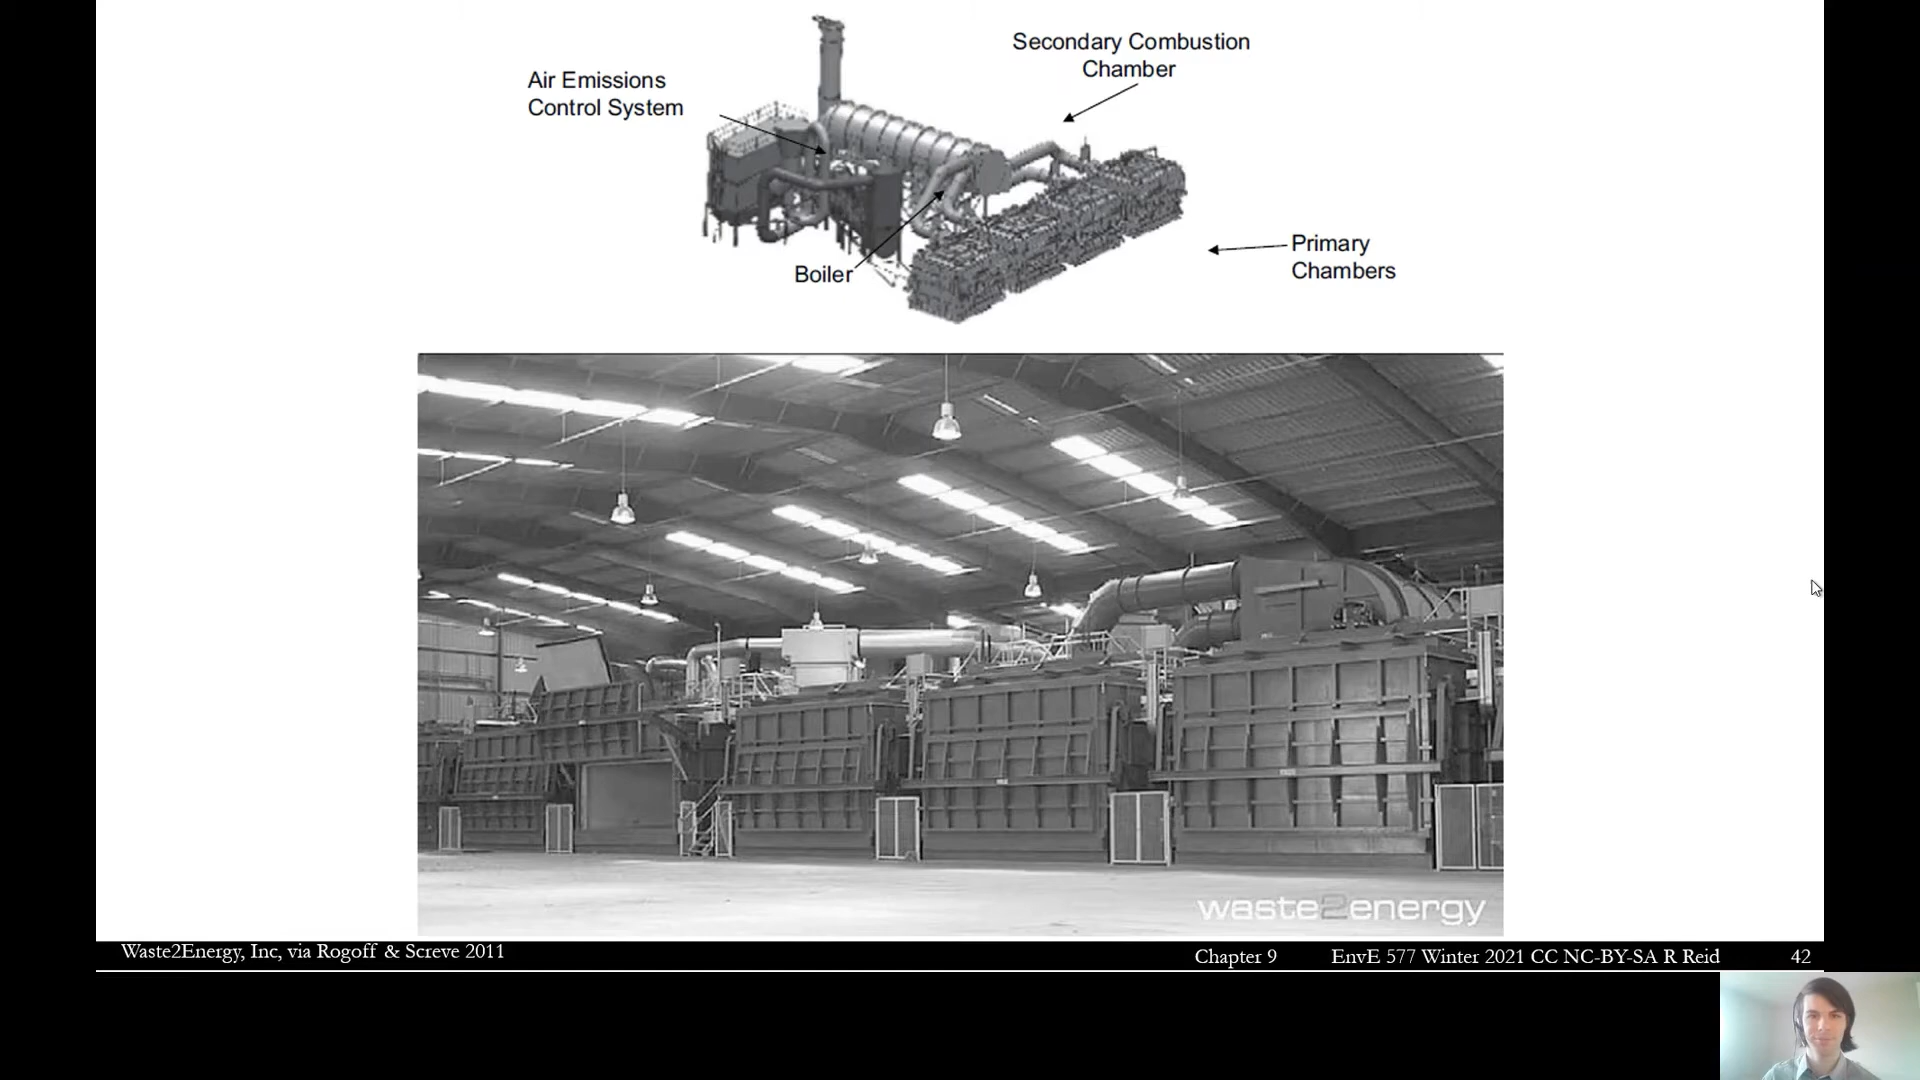 Secondary Combustion
Chamber
Air Emissions
Control System
Primary
Chambers
Boiler
waste2energy
Waste2Energy, Inc, via Rogoff & Screve 2011
Chapter 9
EnvE 577 Winter 2021 CC NC-BY-SA R Reid
42